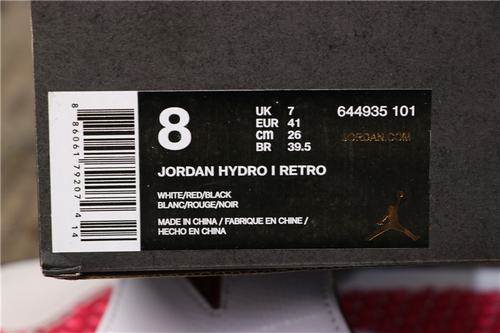 8 86061 79207 4 14
8
UK 7
EUR 41
CM 26
BR 39.5
644935 101
JORDAN.COM
JORDAN HYDRO I RETRO
WHITE/RED/BLACK
BLANC/ROUGE/NOIR
MADE IN CHINA / FABRIQUE EN CHINE /
HECHO EN CHINA